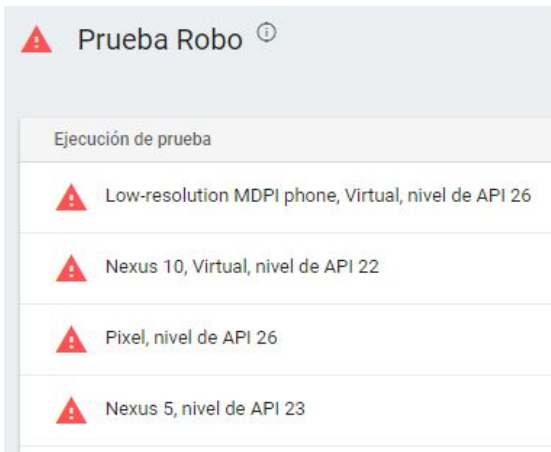 Prueba Robo
Ejecución de prueba
Low-resolution MDPI phone, Virtual, nivel de API 26
Nexus 10, Virtual, nivel de API 22
Pixel, nivel de API 26
Nexus 5, nivel de API 23